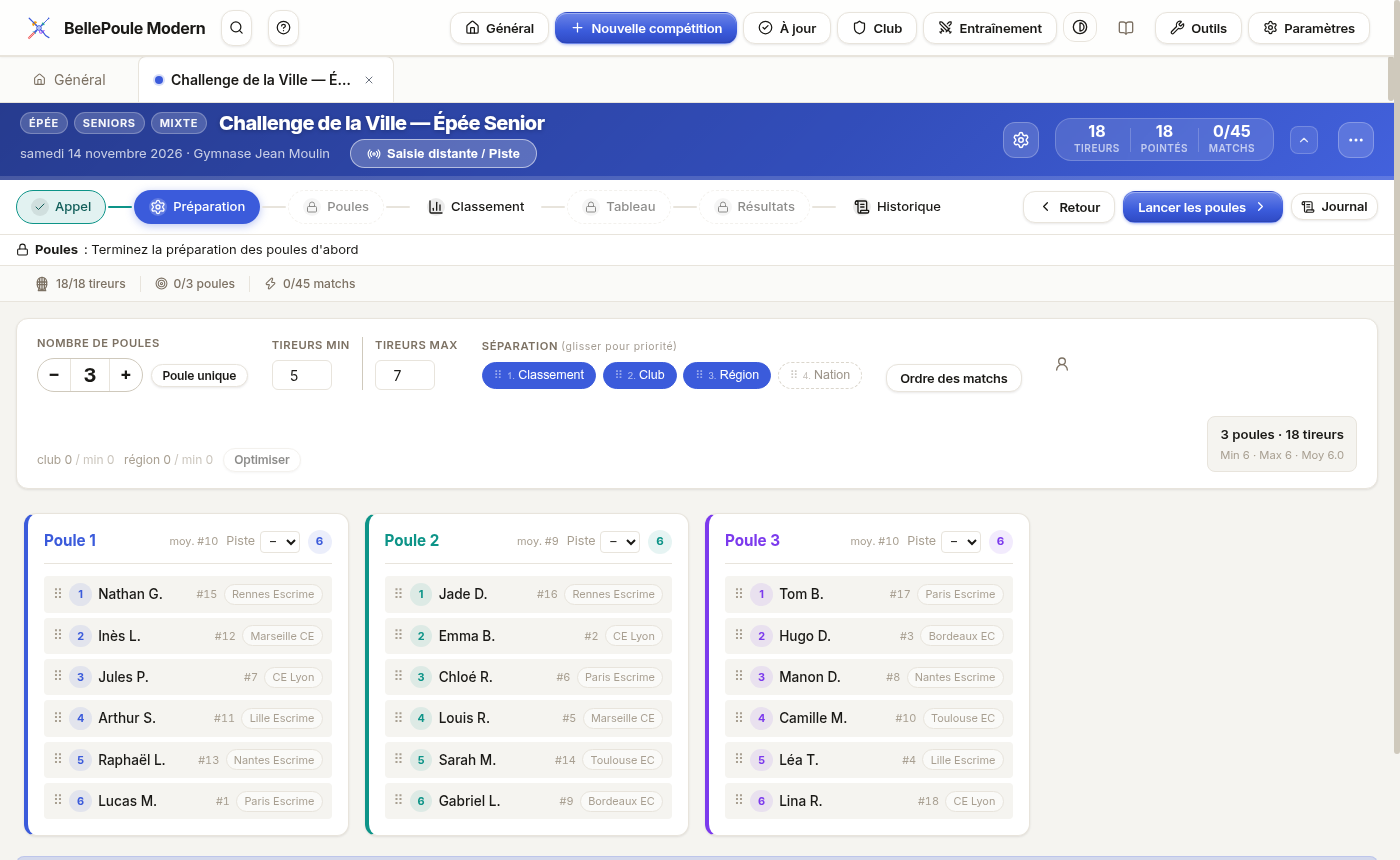 BellePoule Modern
Général
Nouvelle compétition
À jour
Club
Entraînement
Outils
Paramètres
Général
Challenge de la Ville — É...
ÉPÉE
SENIORS
MIXTE
Challenge de la Ville — Épée Senior
samedi 14 novembre 2026 · Gymnase Jean Moulin
Saisie distante / Piste
18
TIREURS
18
POINTÉS
0/45
MATCHS
Appel
Préparation
Poules
Classement
Tableau
Résultats
Historique
Retour
Lancer les poules
Journal
Poules : Terminez la préparation des poules d'abord
18/18 tireurs
0/3 poules
0/45 matchs
NOMBRE DE POULES
− 3 +
Poule unique
TIREURS MIN
5
TIREURS MAX
7
SÉPARATION (glisser pour priorité)
1. Classement
2. Club
3. Région
4. Nation
Ordre des matchs
club 0 / min 0 région 0 / min 0
Optimiser
3 poules · 18 tireurs
Min 6 · Max 6 · Moy 6.0
Poule 1 moy. #10 Piste – 6
1 Nathan G. #15 Rennes Escrime
2 Inès L. #12 Marseille CE
3 Jules P. #7 CE Lyon
4 Arthur S. #11 Lille Escrime
5 Raphaël L. #13 Nantes Escrime
6 Lucas M. #1 Paris Escrime
Poule 2 moy. #9 Piste – 6
1 Jade D. #16 Rennes Escrime
2 Emma B. #2 CE Lyon
3 Chloé R. #6 Paris Escrime
4 Louis R. #5 Marseille CE
5 Sarah M. #14 Toulouse EC
6 Gabriel L. #9 Bordeaux EC
Poule 3 moy. #10 Piste – 6
1 Tom B. #17 Paris Escrime
2 Hugo D. #3 Bordeaux EC
3 Manon D. #8 Nantes Escrime
4 Camille M. #10 Toulouse EC
5 Léa T. #4 Lille Escrime
6 Lina R. #18 CE Lyon